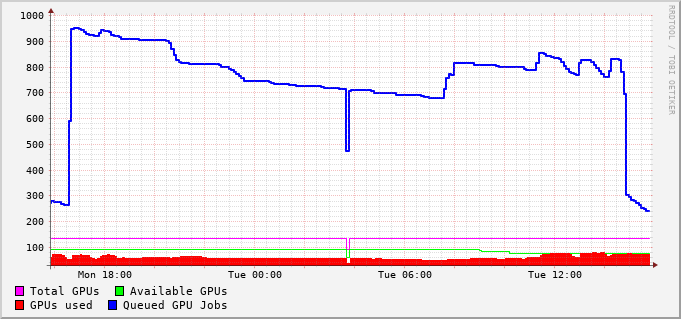 1000
900
800
700
600
500
400
300
200
100
Mon 18:00 Tue 00:00 Tue 06:00 Tue 12:00
Total GPUs Available GPUs
GPUs used Queued GPU Jobs
RRDTOOL / TOBI OETIKER